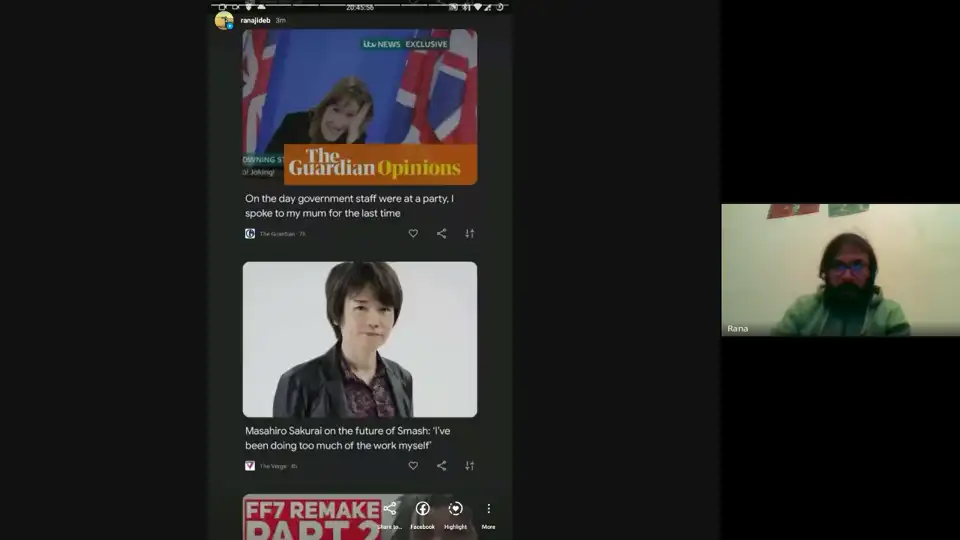 20:45:56
ranajideb 3m
itv NEWS EXCLUSIVE
OWNING ST
o! Joking!
The
Guardian Opinions
On the day government staff were at a party, I
spoke to my mum for the last time
The Guardian · 7h
Masahiro Sakurai on the future of Smash: ‘I’ve
been doing too much of the work myself’
The Verge · 4h
FF7 REMAKE
PART 2
Share to... Facebook Highlight More
Rana